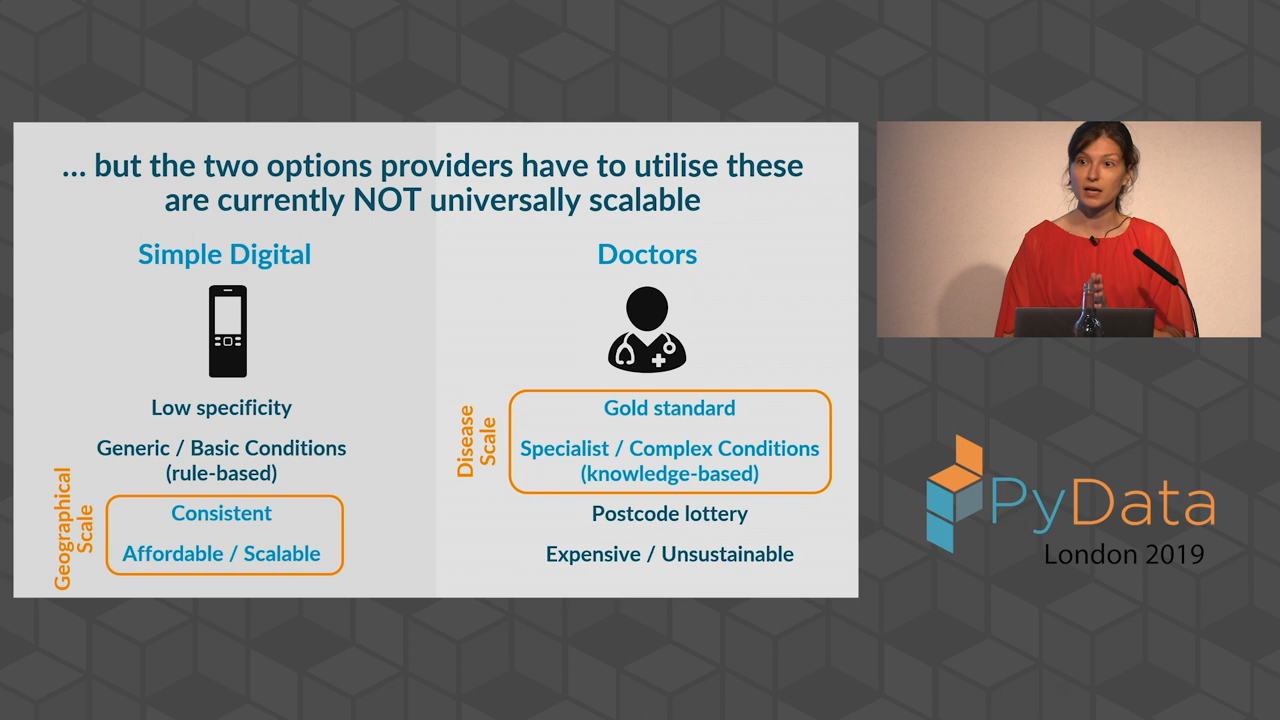 ... but the two options providers have to utilise these
are currently NOT universally scalable
Simple Digital
Low specificity
Generic / Basic Conditions
(rule-based)
Geographical
Scale
Consistent
Affordable / Scalable
Doctors
Disease
Scale
Gold standard
Specialist / Complex Conditions
(knowledge-based)
Postcode lottery
Expensive / Unsustainable
PyData
London 2019